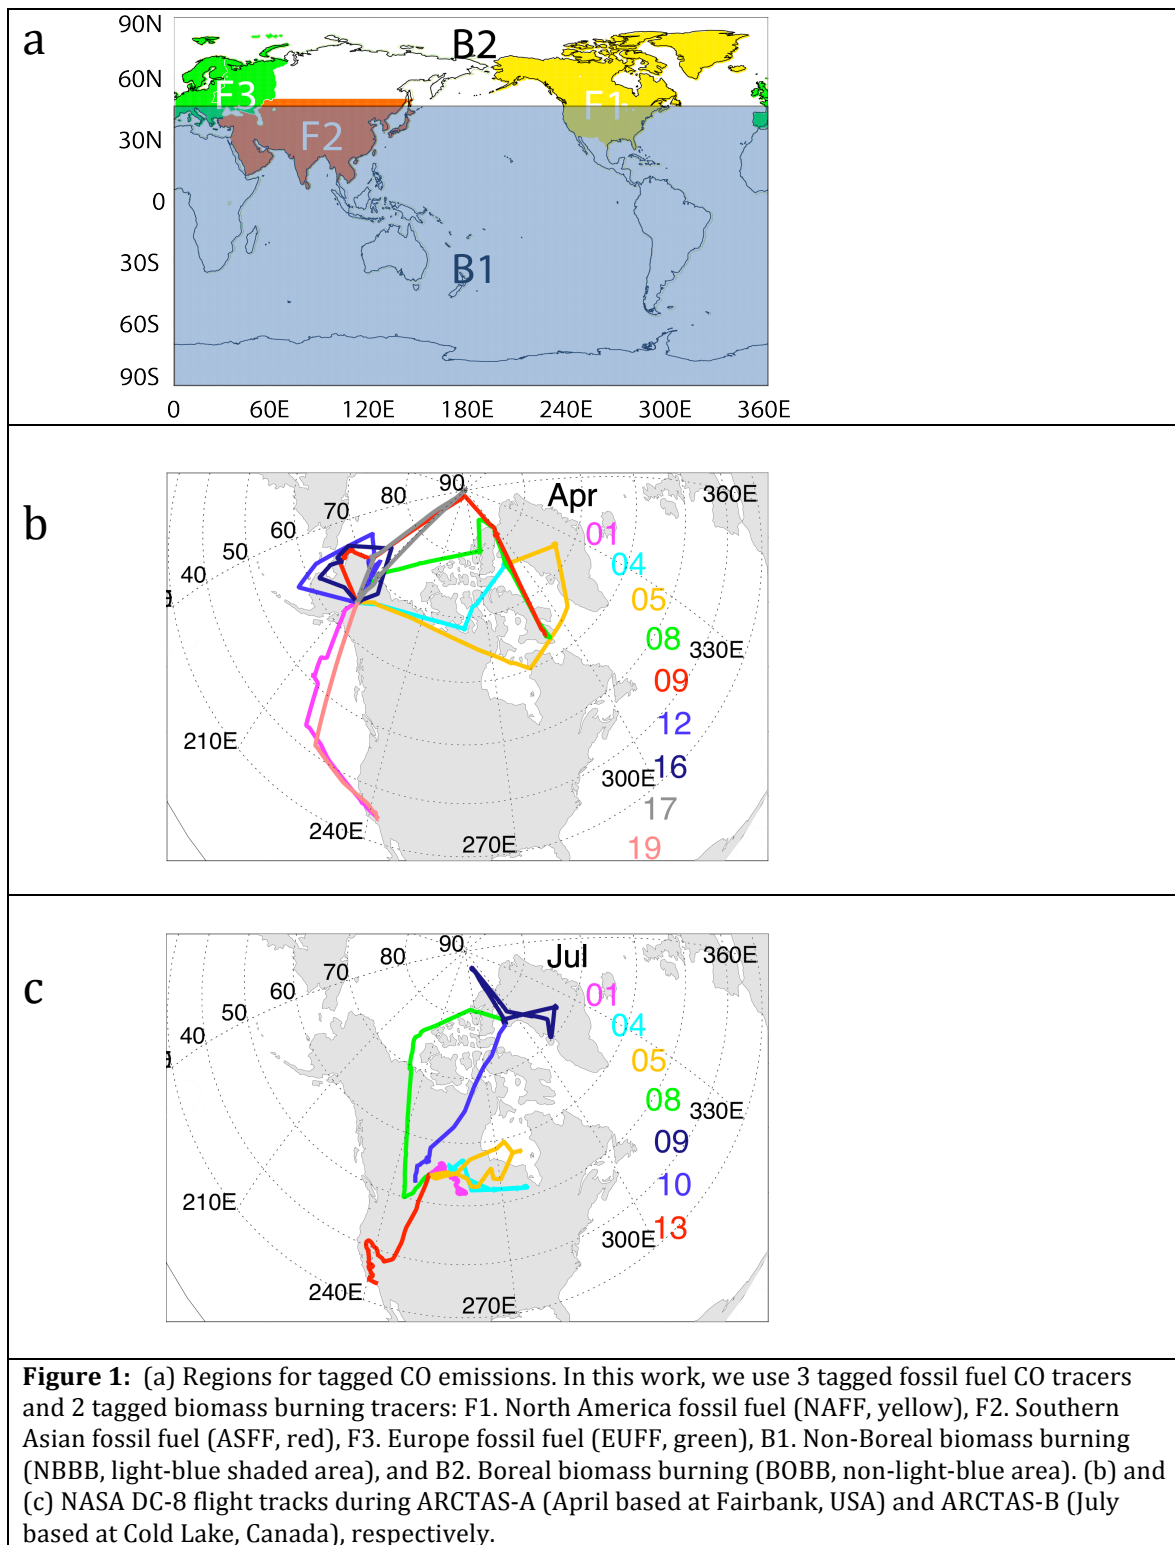 a
90N
60N
30N
0
30S
60S
90S
B2
F3
F1
F2
B1
0 60E 120E 180E 240E 300E 360E
b
Apr
90
80
70
60
50
40
360E
330E
300E
270E
240E
210E
01
04
05
08
09
12
16
17
19
c
Jul
90
80
70
60
50
40
360E
330E
300E
270E
240E
210E
01
04
05
08
09
10
13
Figure 1: (a) Regions for tagged CO emissions. In this work, we use 3 tagged fossil fuel CO tracers
and 2 tagged biomass burning tracers: F1. North America fossil fuel (NAFF, yellow), F2. Southern
Asian fossil fuel (ASFF, red), F3. Europe fossil fuel (EUFF, green), B1. Non-Boreal biomass burning
(NBBB, light-blue shaded area), and B2. Boreal biomass burning (BOBB, non-light-blue area). (b) and
(c) NASA DC-8 flight tracks during ARCTAS-A (April based at Fairbank, USA) and ARCTAS-B (July
based at Cold Lake, Canada), respectively.